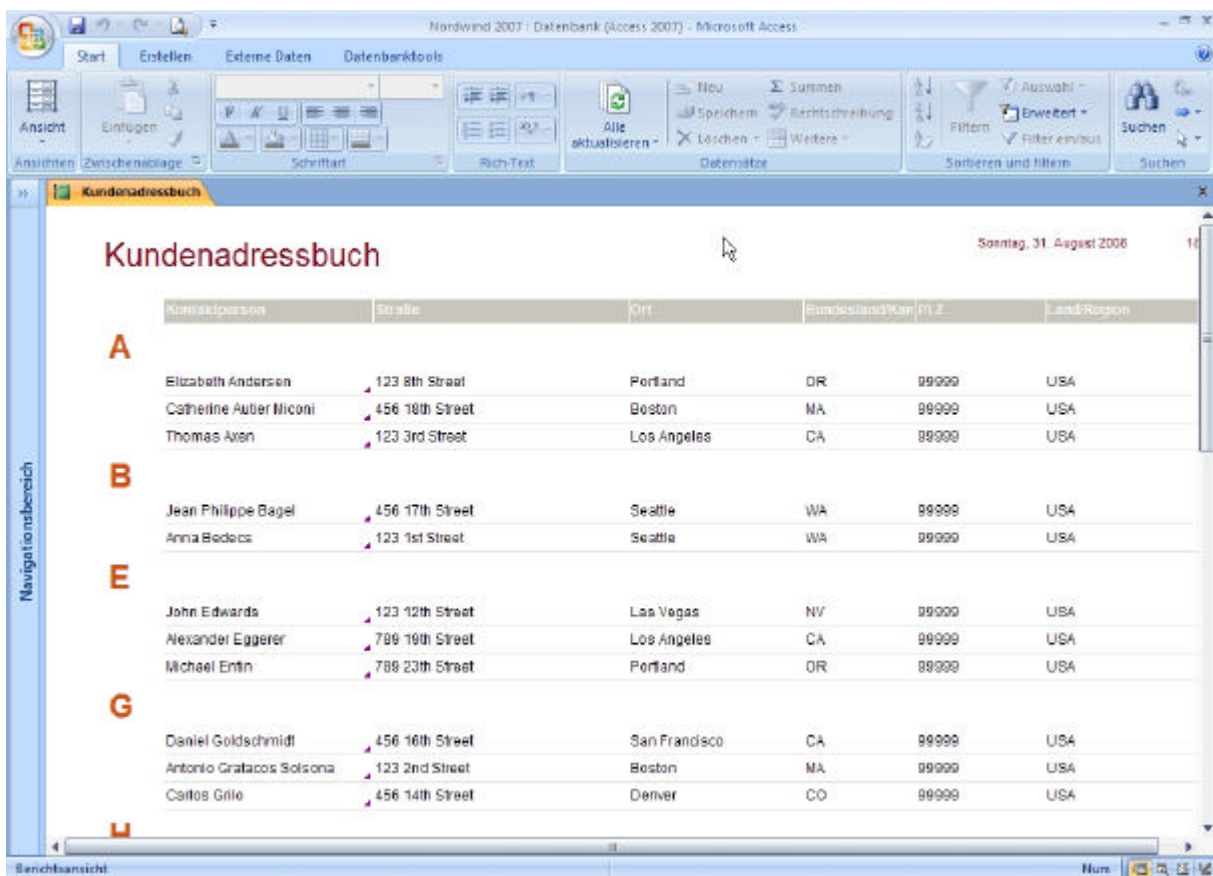 Nordwind 2007 : Datenbank (Access 2007) - Microsoft Access
Start Erstellen Externe Daten Datenbanktools
Ansicht
Einfügen
F K U
A
Alle
aktualisieren
Neu
Speichern
Löschen
Summen
Rechtschreibung
Weitere
Filtern
Auswahl
Erweitert
Filter ein/aus
Suchen
Ansichten Zwischenablage Schriftart Rich-Text Datensätze Sortieren und filtern Suchen
Kundenadressbuch
Navigationsbereich
Kundenadressbuch
Sonntag, 31. August 2008
Kontaktperson Straße Ort Bundesland/Kan PLZ Land/Region
A
Elizabeth Andersen 123 8th Street Portland OR 99999 USA
Catherine Autier Miconi 456 18th Street Boston MA 99999 USA
Thomas Axen 123 3rd Street Los Angeles CA 99999 USA
B
Jean Philippe Bagel 456 17th Street Seattle WA 99999 USA
Anna Bedecs 123 1st Street Seattle WA 99999 USA
E
John Edwards 123 12th Street Las Vegas NV 99999 USA
Alexander Eggerer 789 19th Street Los Angeles CA 99999 USA
Michael Entin 789 23th Street Portland OR 99999 USA
G
Daniel Goldschmidt 456 16th Street San Francisco CA 99999 USA
Antonio Gratacos Solsona 123 2nd Street Boston MA 99999 USA
Carlos Grilo 456 14th Street Denver CO 99999 USA
H
Berichtsansicht
Num